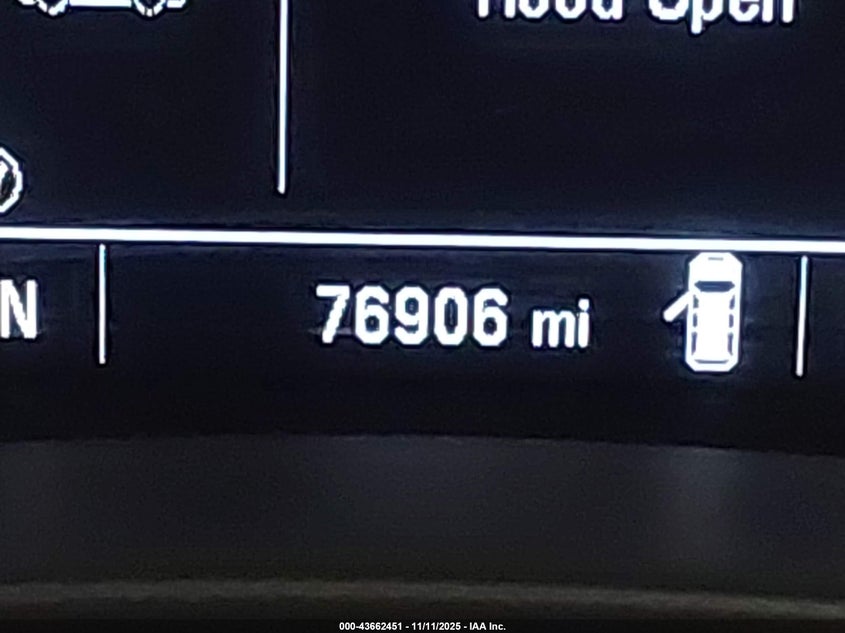 Hood Open
N
76906 mi
000-43662451 - 11/11/2025 - IAA Inc.